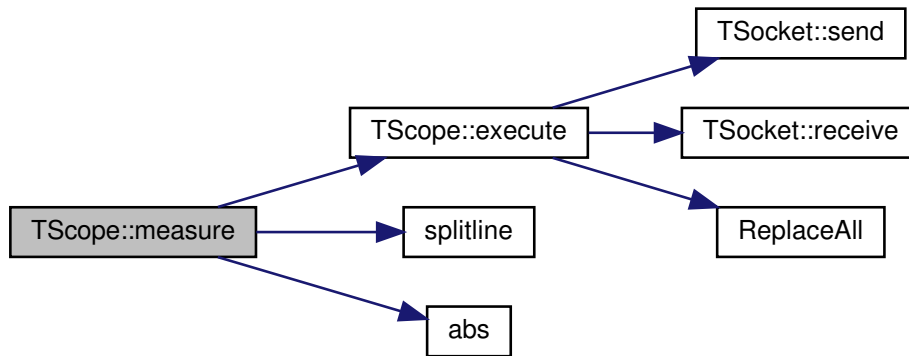 TSocket::send
TScope::execute
TSocket::receive
TScope::measure
splitline
ReplaceAll
abs